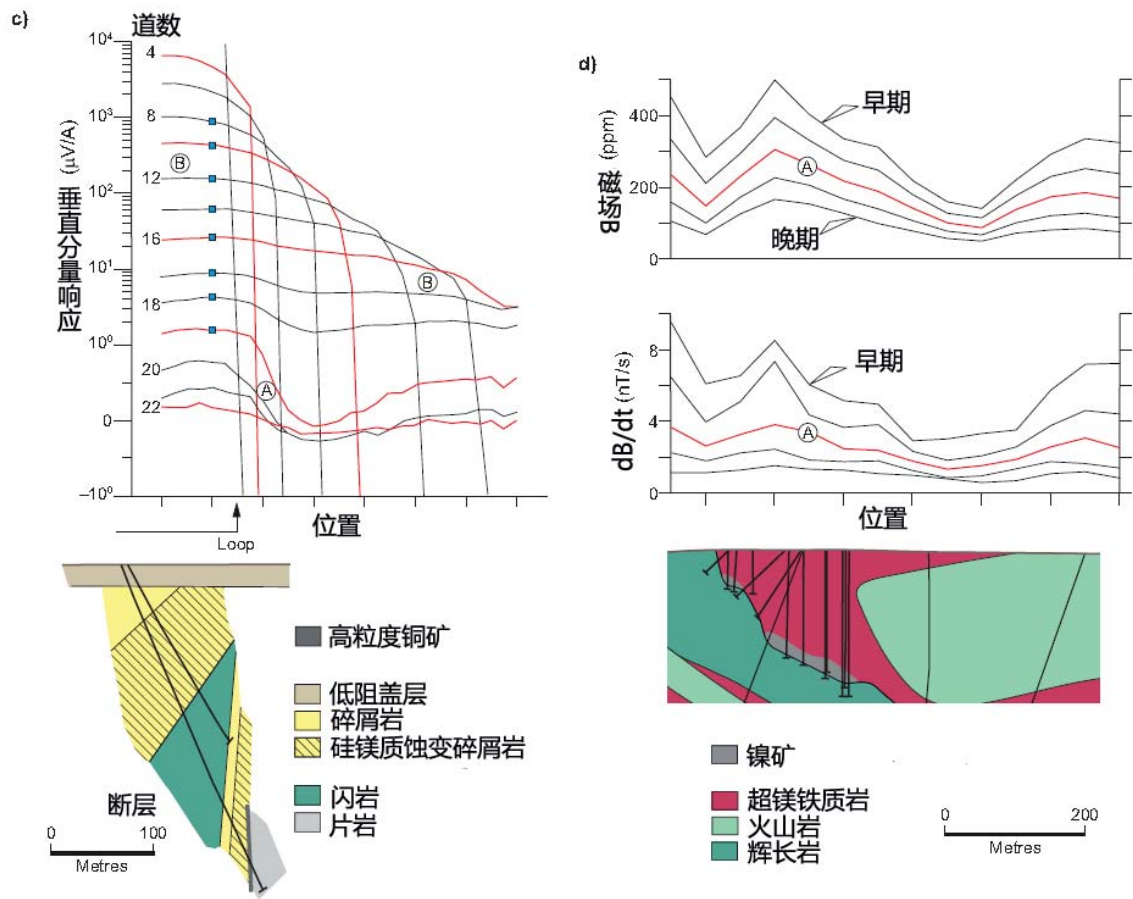 c)
道数
10⁴
10³
10²
10¹
10⁰
0
–10⁰
垂直分量响应 (μV/A)
4
8
12
16
18
20
22
B
B
A
位置
Loop
高粒度铜矿
低阻盖层
碎屑岩
硅镁质蚀变碎屑岩
闪岩
片岩
断层
0 100
Metres
d)
400
200
0
B磁场 (ppm)
早期
A
晚期
8
4
0
dB/dt (nT/s)
早期
A
位置
镍矿
超镁铁质岩
火山岩
辉长岩
0 200
Metres